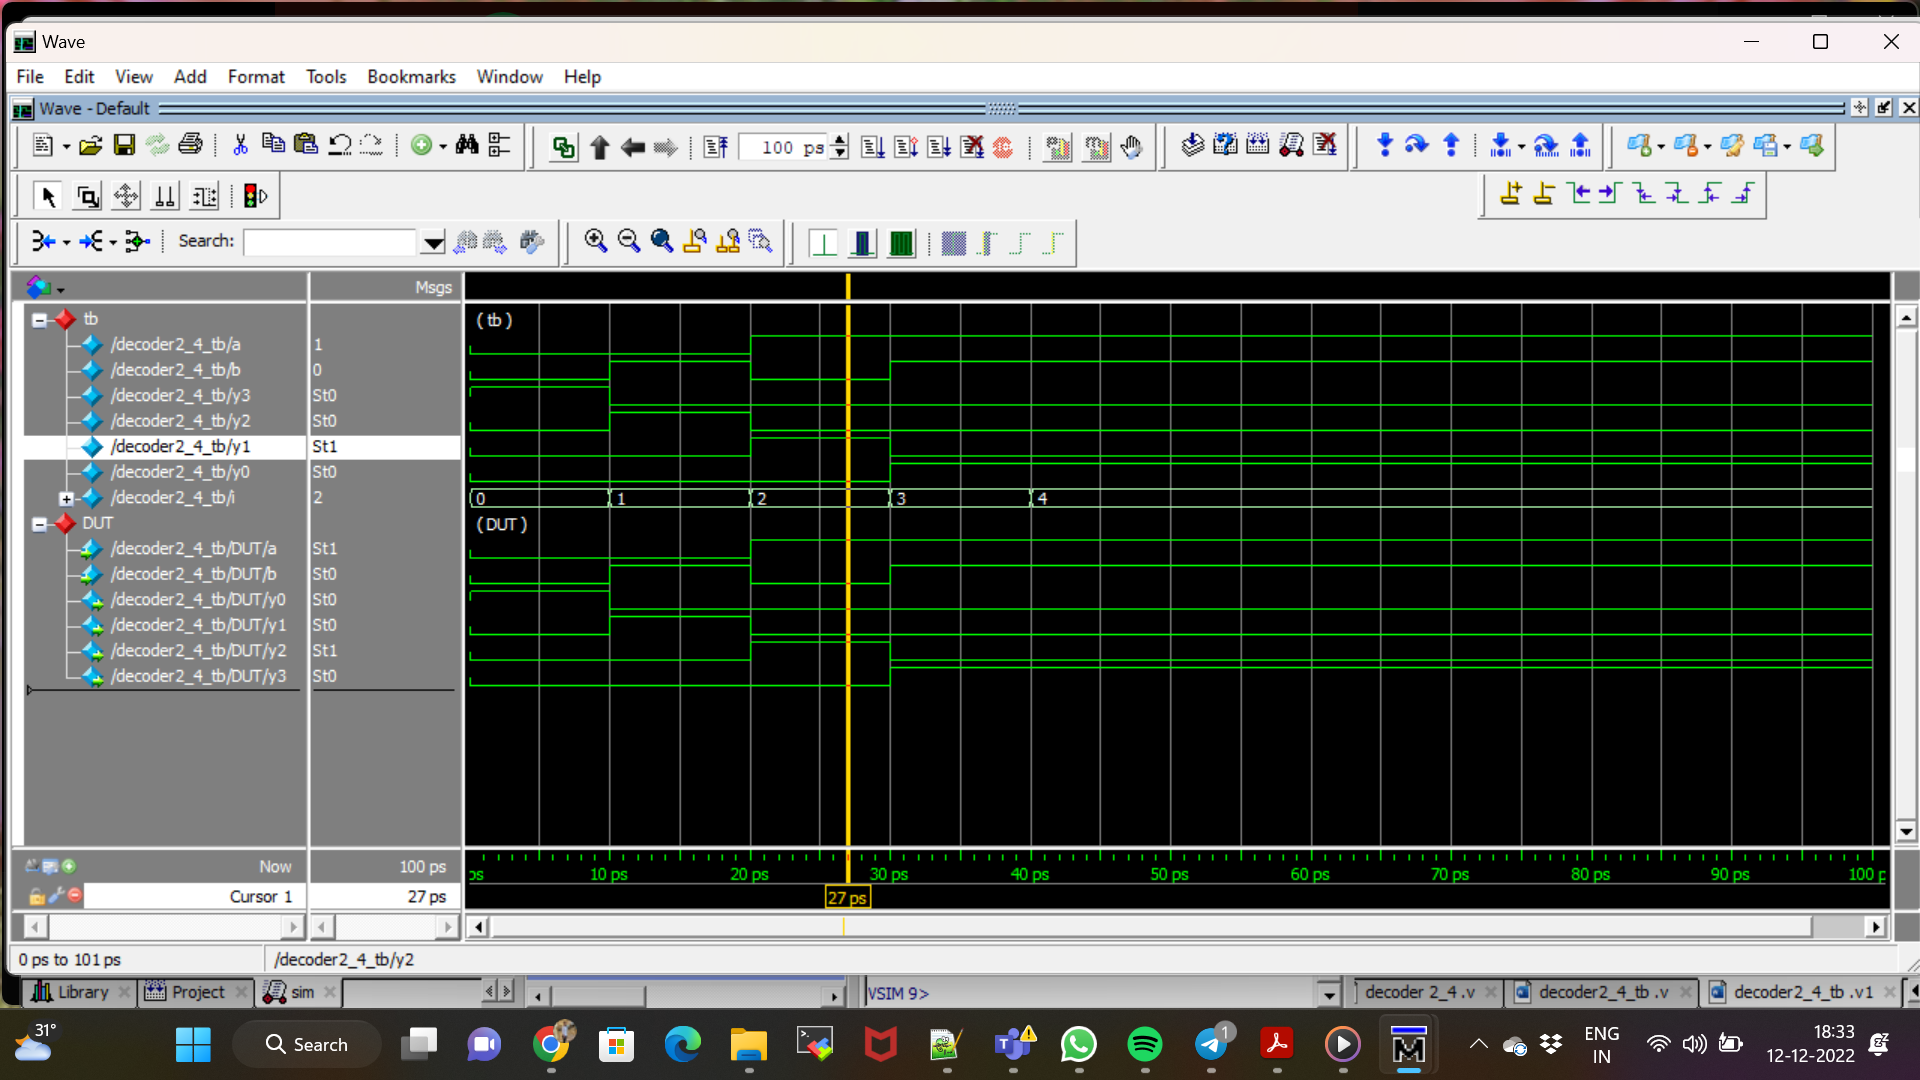 Wave
File Edit View Add Format Tools Bookmarks Window Help
Wave - Default
100 ps
Search:
Msgs
tb
(tb)
/decoder2_4_tb/a 1
/decoder2_4_tb/b 0
/decoder2_4_tb/y3 St0
/decoder2_4_tb/y2 St0
/decoder2_4_tb/y1 St1
/decoder2_4_tb/y0 St0
/decoder2_4_tb/i 2 0 1 2 3 4
DUT (DUT)
/decoder2_4_tb/DUT/a St1
/decoder2_4_tb/DUT/b St0
/decoder2_4_tb/DUT/y0 St0
/decoder2_4_tb/DUT/y1 St0
/decoder2_4_tb/DUT/y2 St1
/decoder2_4_tb/DUT/y3 St0
Now 100 ps
10 ps 20 ps 30 ps 40 ps 50 ps 60 ps 70 ps 80 ps 90 ps 100 p
Cursor 1 27 ps 27 ps
0 ps to 101 ps /decoder2_4_tb/y2
Library Project sim VSIM 9> decoder 2_4 .v decoder2_4_tb .v decoder2_4_tb .v1
31° Search 1 ENG 18:33
IN 12-12-2022